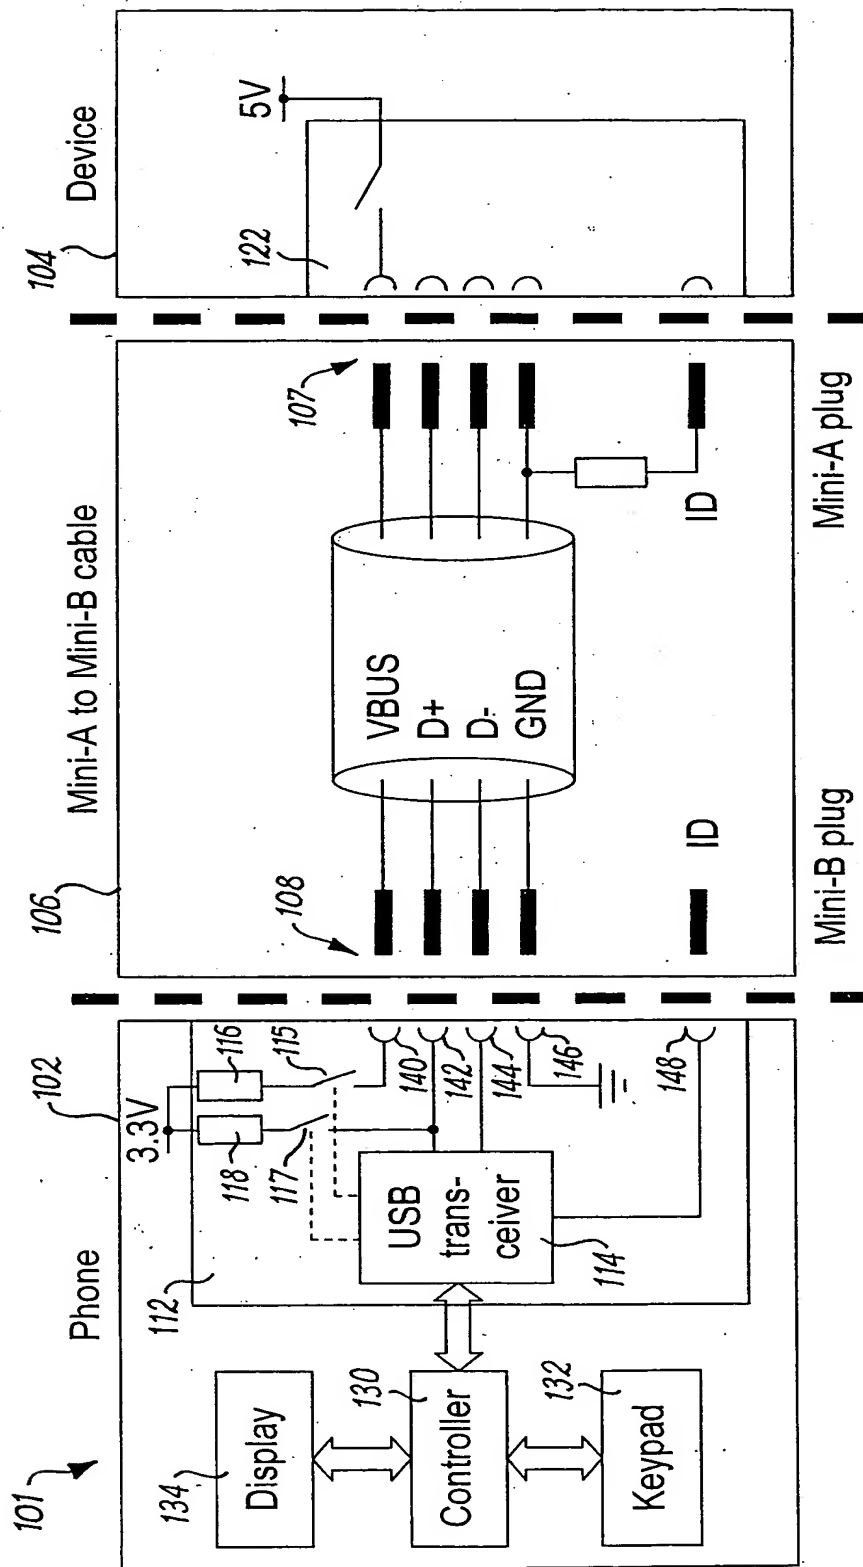 101
Phone
102
112
3.3V
134
Display
130
Controller
132
Keypad
118
116
117
115
USB
trans-
ceiver
114
140
142
144
146
148
106
Mini-A to Mini-B cable
108
107
VBUS
D+
D-
GND
ID
ID
Mini-B plug
Mini-A plug
104
Device
122
5V